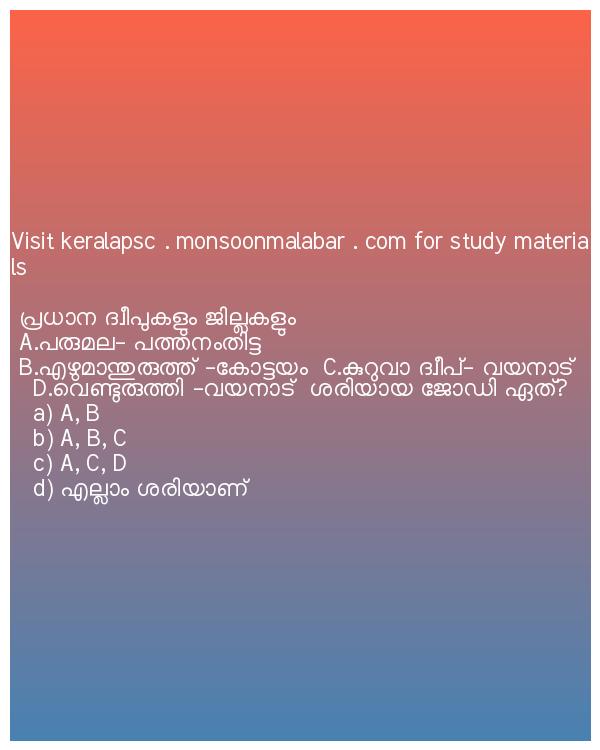 Visit keralapsc . monsoonmalabar . com for study materia
ls
പ്രധാന ദ്വീപുകളും ജില്ലകളും
A.പരുമല- പത്തനംതിട്ട
B.എഴുമാന്തുരുത്ത് -കോട്ടയം C.കുറുവാ ദ്വീപ്- വയനാട്
D.വെണ്ടുരുത്തി -വയനാട് ശരിയായ ജോഡി ഏത്?
a) A, B
b) A, B, C
c) A, C, D
d) എല്ലാം ശരിയാണ്